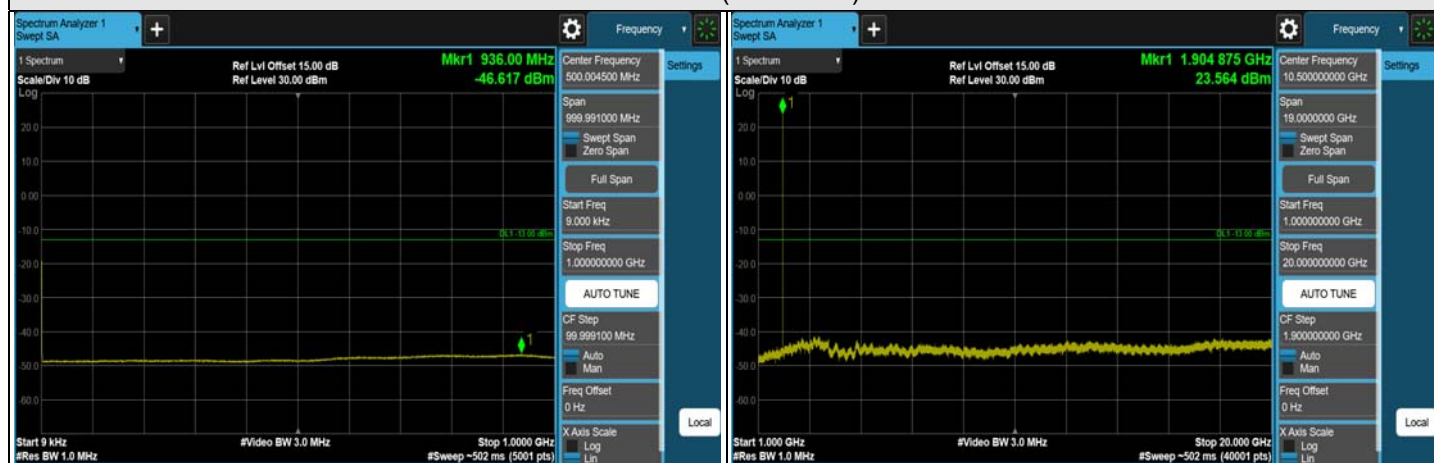 Spectrum Analyzer 1
Swept SA
+
Frequency
1 Spectrum
Scale/Div 10 dB
Log
Ref Lvl Offset 15.00 dB
Ref Level 30.00 dBm
Mkr1 936.00 MHz
-46.617 dBm
1
20.0
10.0
0.00
-10.0
-20.0
-30.0
-40.0
-50.0
-60.0
DL1 -13.00 dBm
Start 9 kHz
#Res BW 1.0 MHz
#Video BW 3.0 MHz
Stop 1.0000 GHz
#Sweep ~502 ms (5001 pts)
Center Frequency
500.004500 MHz
Settings
Span
999.991000 MHz
Swept Span
Zero Span
Full Span
Start Freq
9.000 kHz
Stop Freq
1.000000000 GHz
AUTO TUNE
CF Step
99.999100 MHz
Auto
Man
Freq Offset
0 Hz
X Axis Scale
Log
Lin
Local
Spectrum Analyzer 1
Swept SA
+
Frequency
1 Spectrum
Scale/Div 10 dB
Log
Ref Lvl Offset 15.00 dB
Ref Level 30.00 dBm
Mkr1 1.904 875 GHz
23.564 dBm
1
20.0
10.0
0.00
-10.0
-20.0
-30.0
-40.0
-50.0
-60.0
DL1 -13.00 dBm
Start 1.000 GHz
#Res BW 1.0 MHz
#Video BW 3.0 MHz
Stop 20.000 GHz
#Sweep ~502 ms (40001 pts)
Center Frequency
10.500000000 GHz
Settings
Span
19.0000000 GHz
Swept Span
Zero Span
Full Span
Start Freq
1.000000000 GHz
Stop Freq
20.000000000 GHz
AUTO TUNE
CF Step
1.900000000 GHz
Auto
Man
Freq Offset
0 Hz
X Axis Scale
Log
Lin
Local